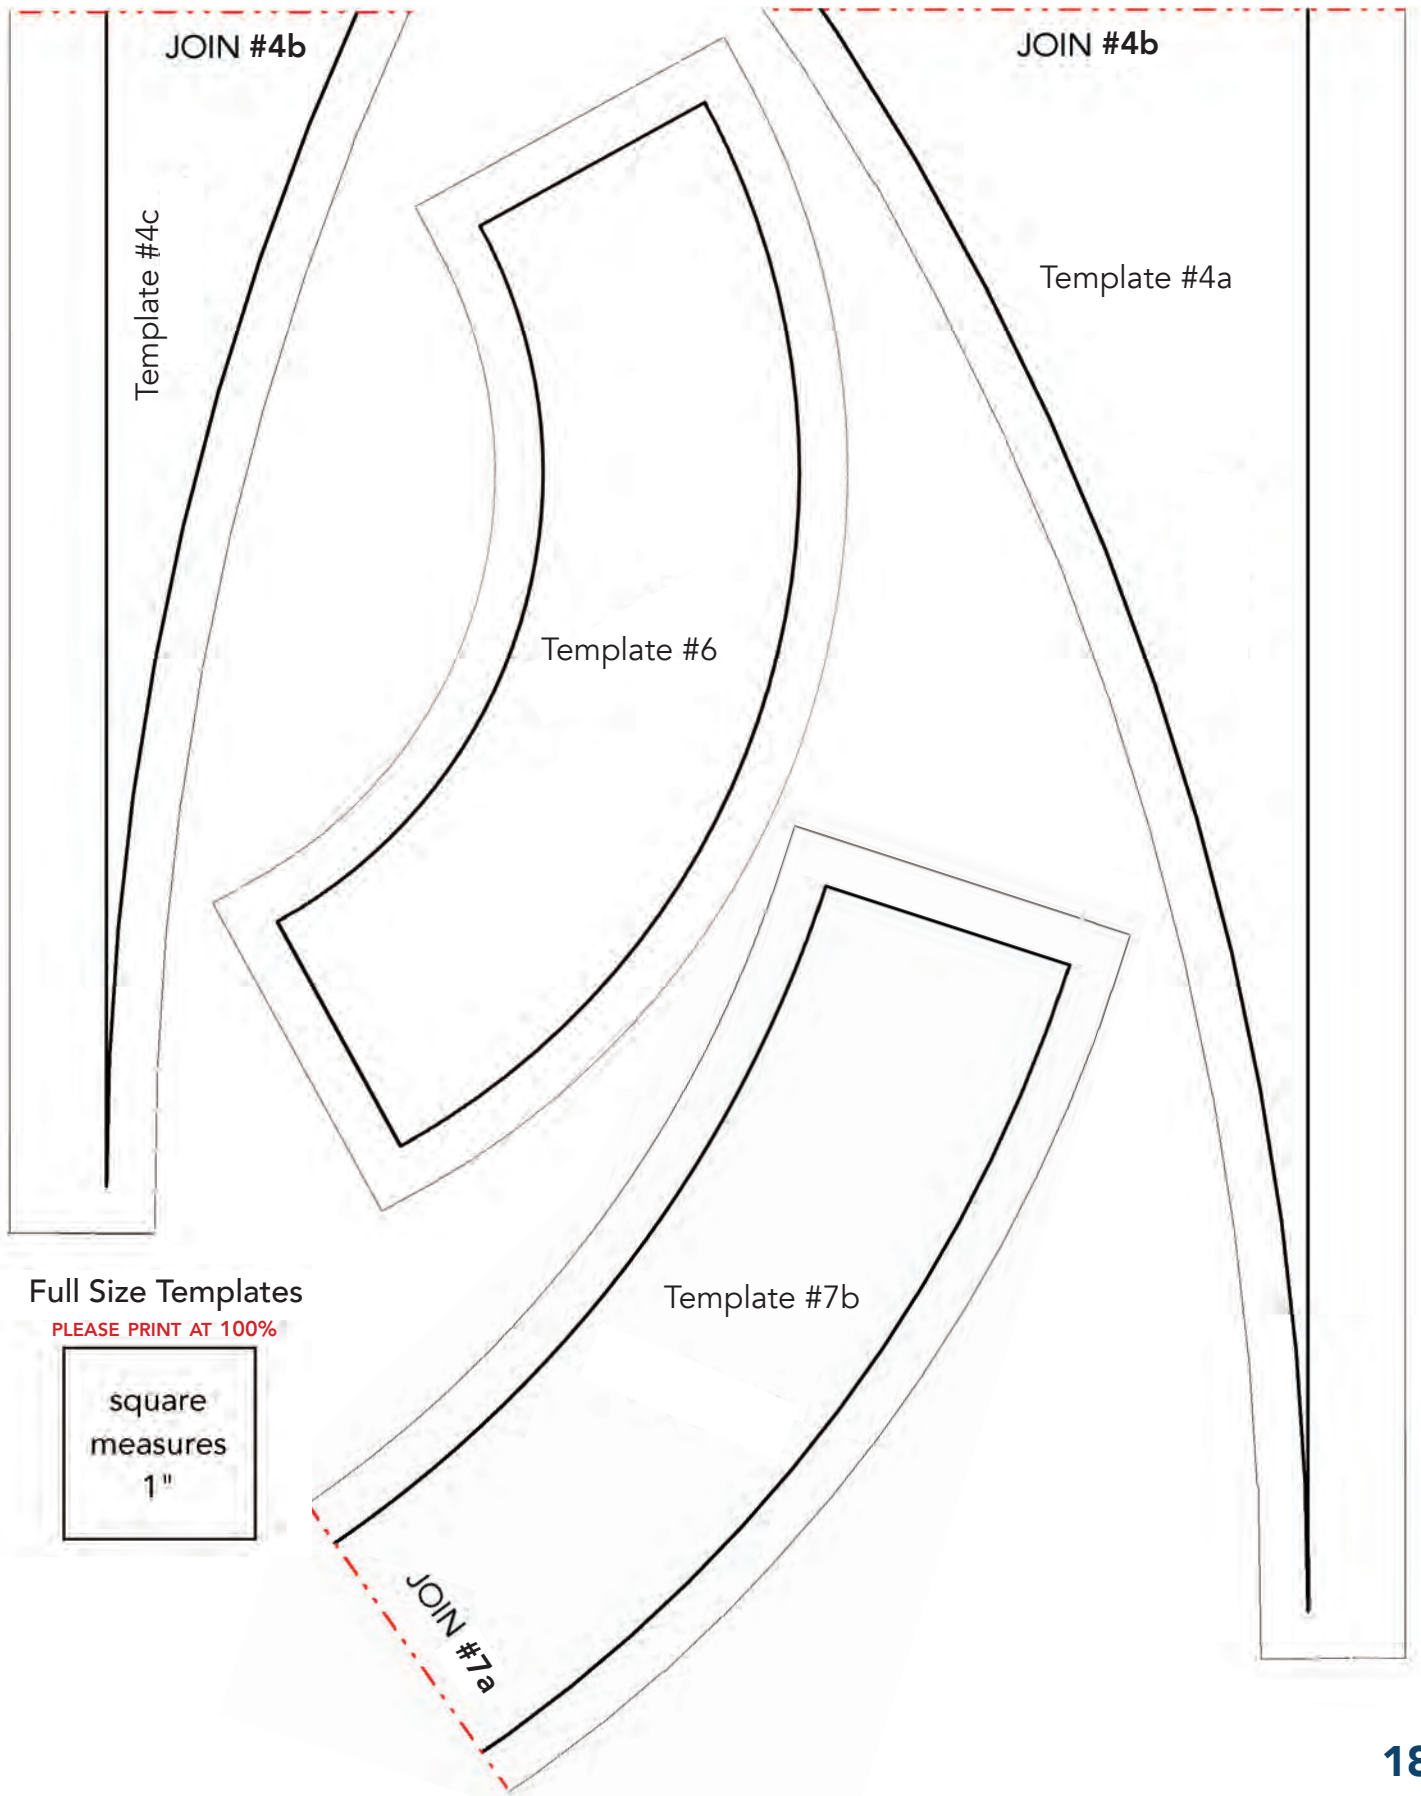 JOIN #4b
JOIN #4b
Template #4c
Template #4a
Template #6
Template #7b
Full Size Templates
PLEASE PRINT AT 100%
square
measures
1"
JOIN #7a
18